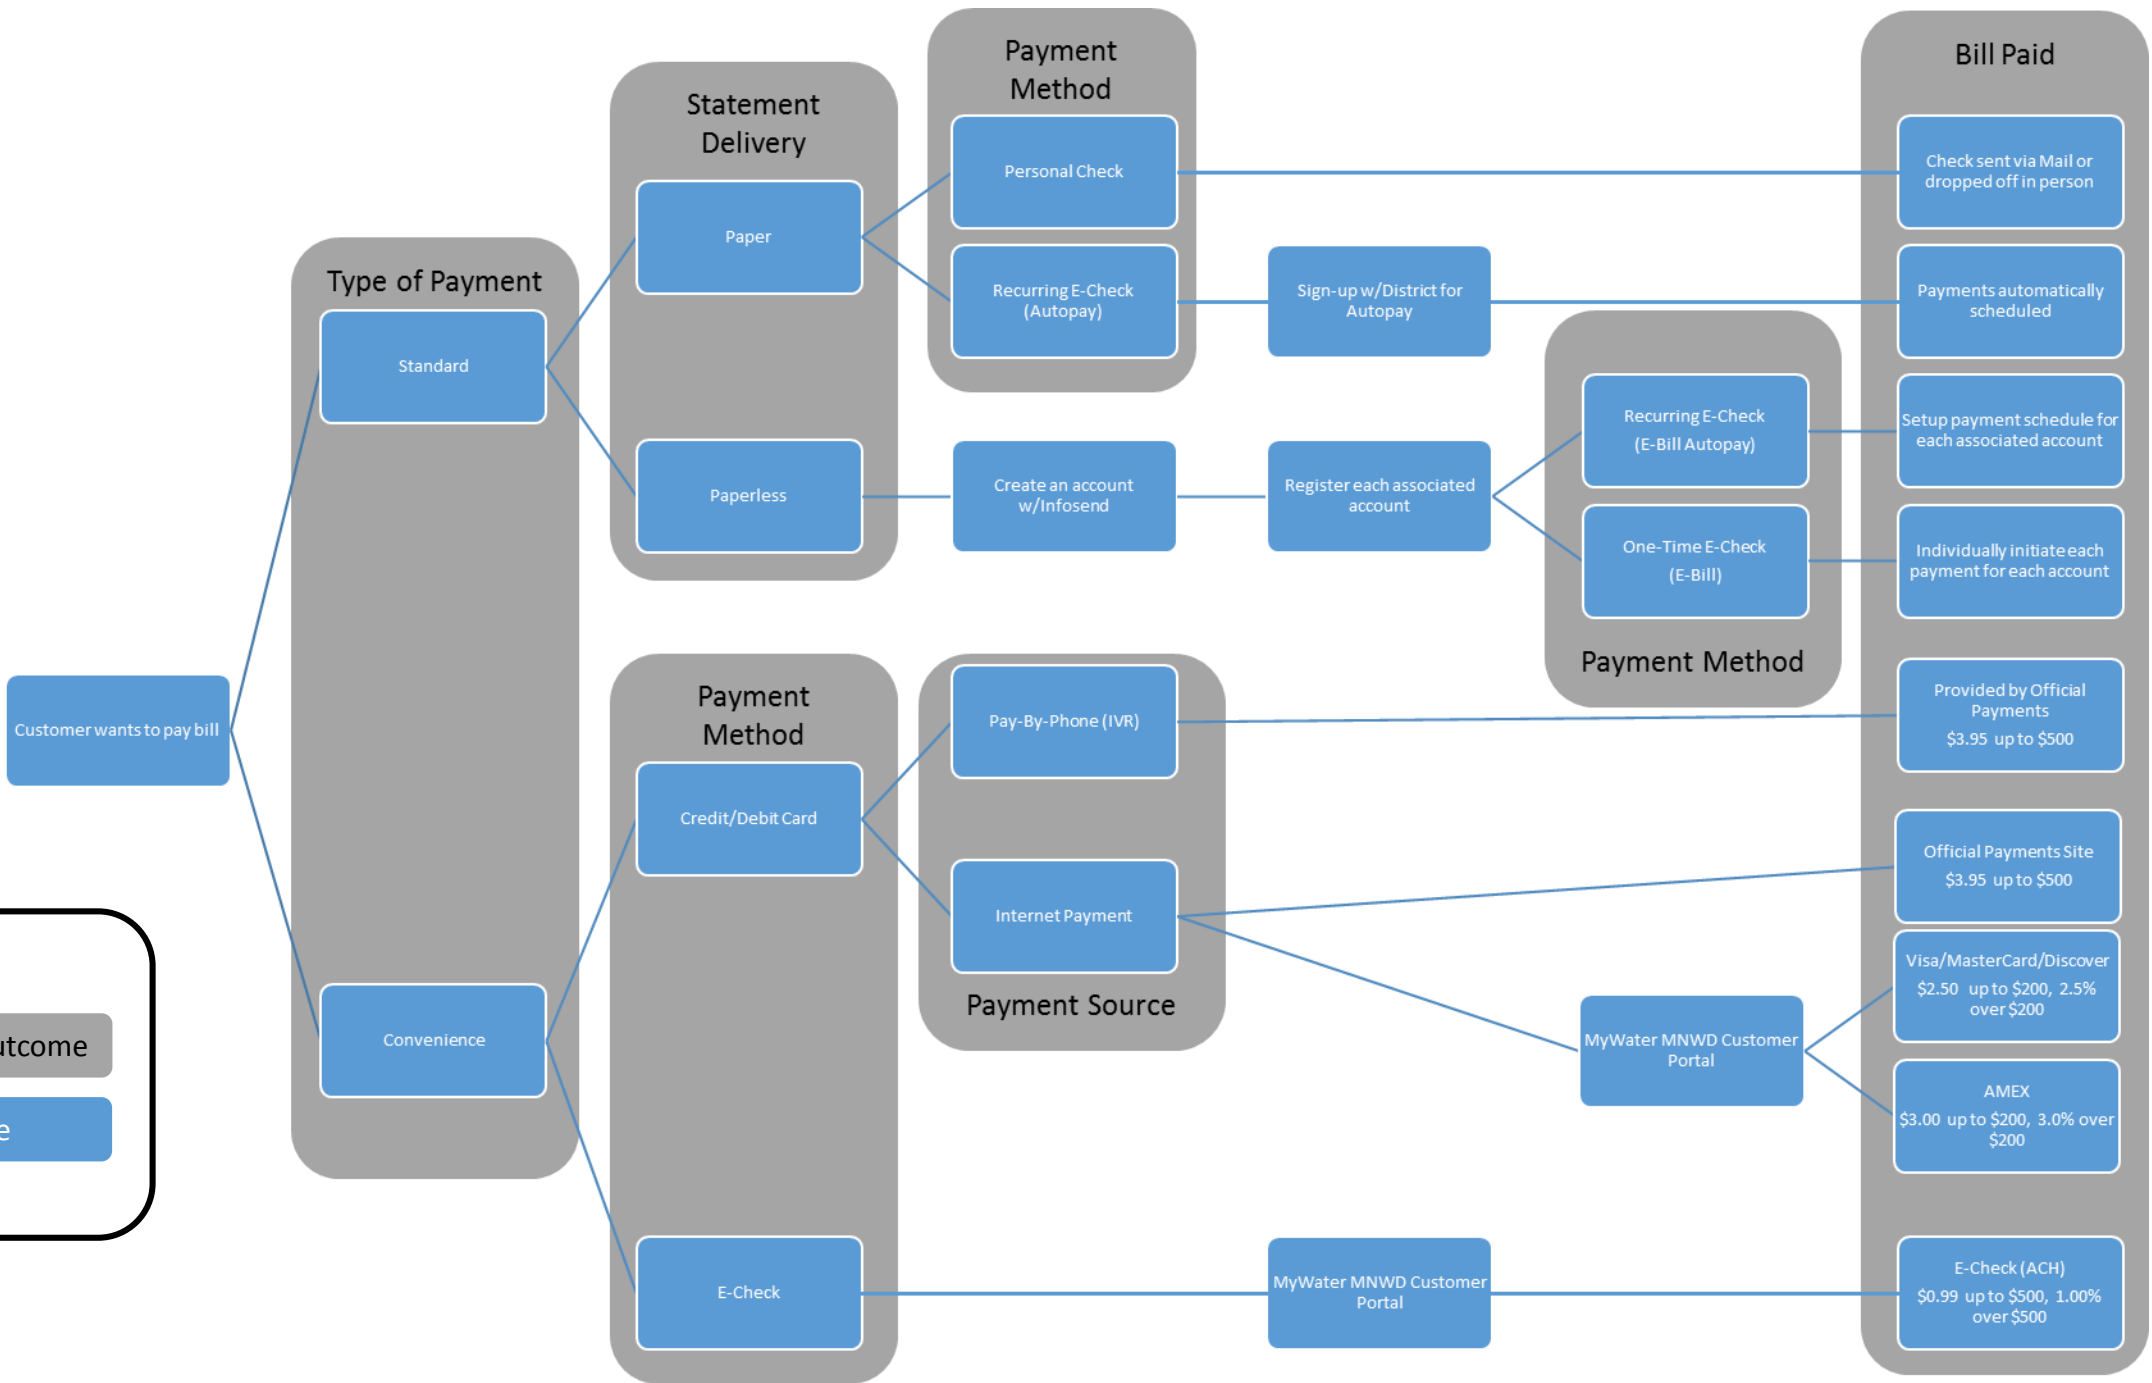 Payment
Method
Bill Paid
Statement
Delivery
Personal Check
Check sent via Mail or
dropped off in person
Paper
Type of Payment
Recurring E-Check
(Autopay)
Sign-up w/District for
Autopay
Payments automatically
scheduled
Standard
Recurring E-Check
(E-Bill Autopay)
Setup payment schedule for
each associated account
Paperless
Create an account
w/Infosend
Register each associated
account
One-Time E-Check
(E-Bill)
Individually initiate each
payment for each account
Payment Method
Customer wants to pay bill
Payment
Method
Pay-By-Phone (IVR)
Provided by Official
Payments
$3.95 up to $500
Credit/Debit Card
Official Payments Site
$3.95 up to $500
Internet Payment
Payment Source
Visa/MasterCard/Discover
$2.50 up to $200, 2.5%
over $200
Convenience
MyWater MNWD Customer
Portal
AMEX
$3.00 up to $200, 3.0% over
$200
E-Check
MyWater MNWD Customer
Portal
E-Check (ACH)
$0.99 up to $500, 1.00%
over $500